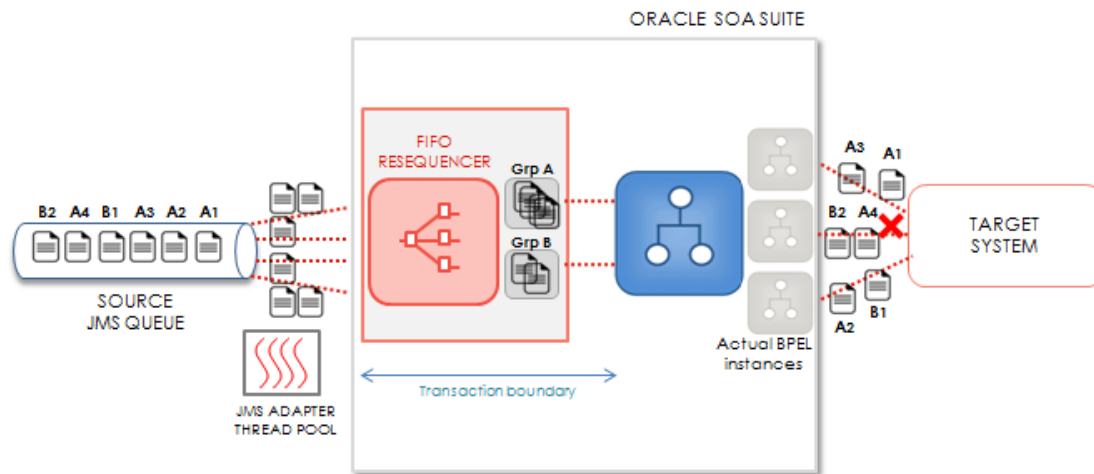 ORACLE SOA SUITE
FIFO
RESEQUENCER
Grp A
Grp B
B2 A4 B1 A3 A2 A1
SOURCE
JMS QUEUE
JMS ADAPTER
THREAD POOL
Transaction boundary
Actual BPEL
instances
A3 A1
B2 A4
A2 B1
TARGET
SYSTEM